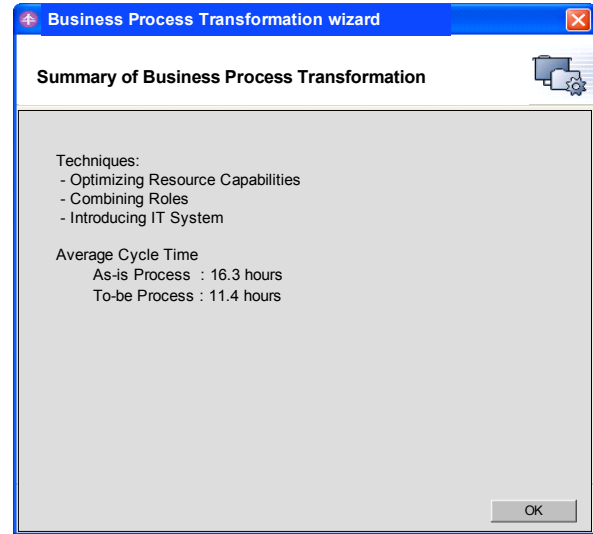 Business Process Transformation wizard
Summary of Business Process Transformation
Techniques:
- Optimizing Resource Capabilities
- Combining Roles
- Introducing IT System
Average Cycle Time
As-is Process : 16.3 hours
To-be Process : 11.4 hours
OK